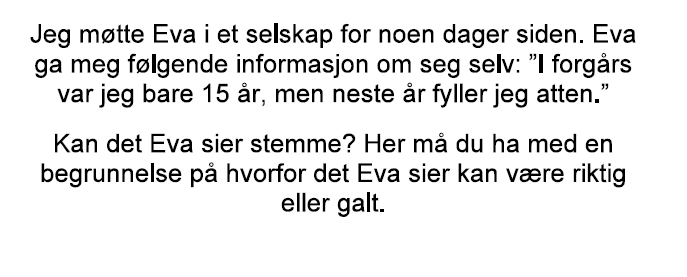 Jeg møtte Eva i et selskap for noen dager siden. Eva
ga meg følgende informasjon om seg selv: ”I forgårs
var jeg bare 15 år, men neste år fyller jeg atten.”
Kan det Eva sier stemme? Her må du ha med en
begrunnelse på hvorfor det Eva sier kan være riktig
eller galt.